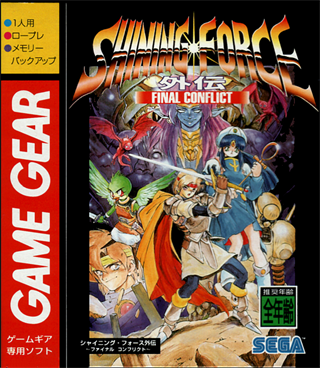 1人用
ロープレ
メモリー
バックアップ
GAME GEAR
ゲームギア
専用ソフト
SHINING FORCE
外伝
FINAL CONFLICT
シャイニング・フォース外伝
～ファイナル コンフリクト～
推奨年齢
全年齢
SEGA